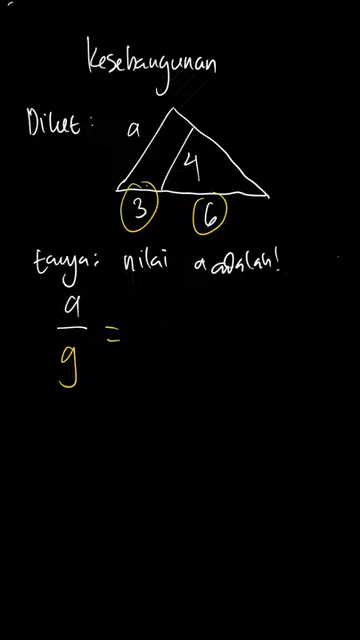 Kesebangunan
Diket:
a
4
3
6
tanya: nilai a adalah!
a
9
=